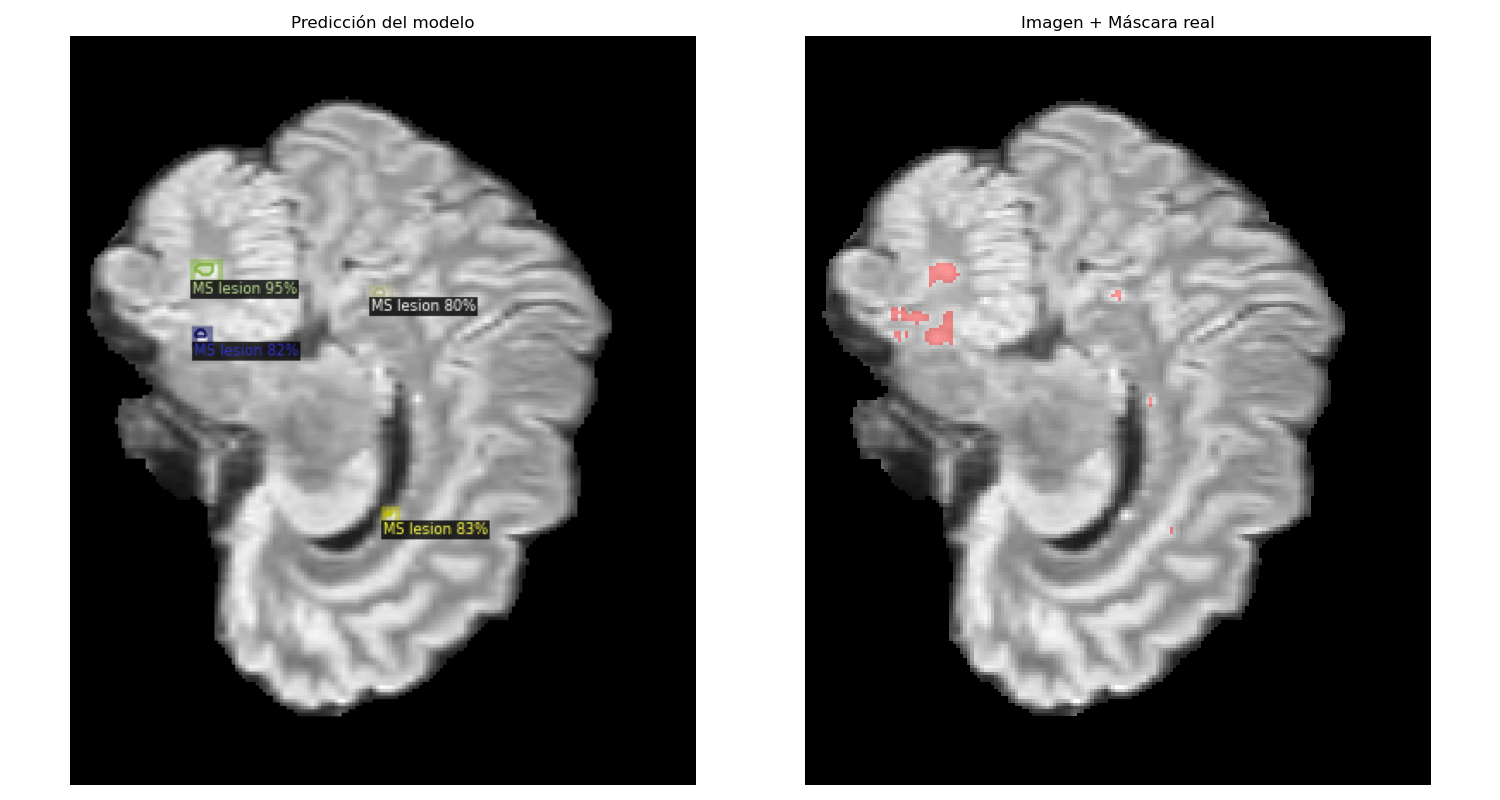 Predicción del modelo
Imagen + Máscara real
MS lesion 95%
MS lesion 80%
MS lesion 82%
MS lesion 83%